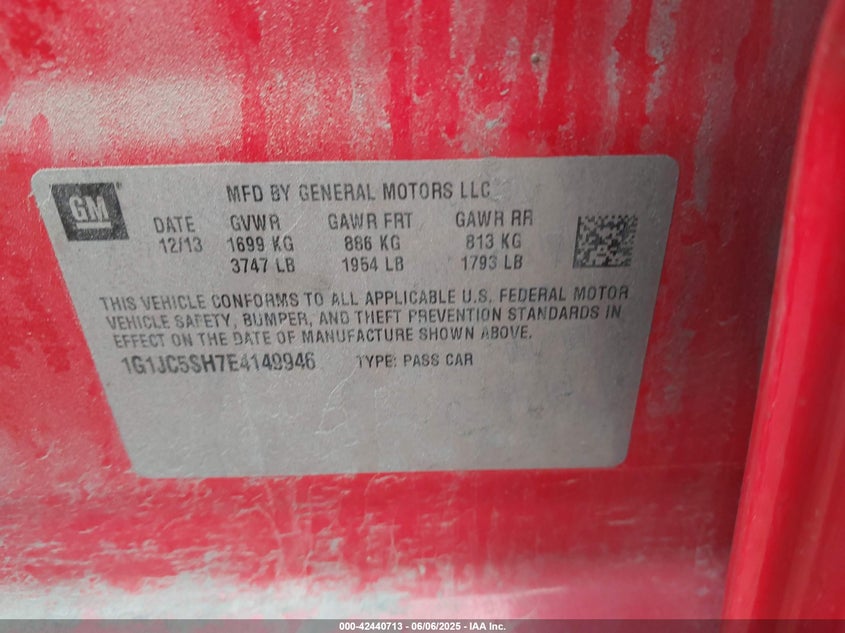 GM
MFD BY GENERAL MOTORS LLC
DATE GVWR GAWR FRT GAWR RR
12/13 1699 KG 886 KG 813 KG
3747 LB 1954 LB 1793 LB
THIS VEHICLE CONFORMS TO ALL APPLICABLE U.S. FEDERAL MOTOR
VEHICLE SAFETY, BUMPER, AND THEFT PREVENTION STANDARDS IN
EFFECT ON THE DATE OF MANUFACTURE SHOWN ABOVE.
1G1JC5SH7E4149946 TYPE: PASS CAR
000-42440713 - 06/06/2025 - IAA Inc.